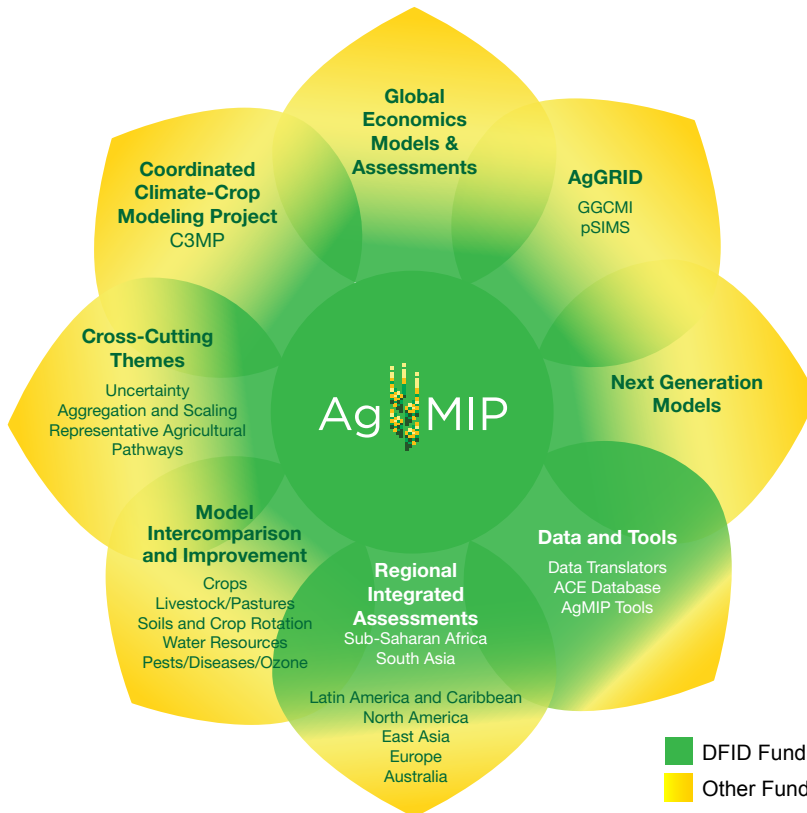 Global
Economics
Models &
Assessments
AgGRID
GGCMI
pSIMS
Next Generation
Models
Data and Tools
Data Translators
ACE Database
AgMIP Tools
Regional
Integrated
Assessments
Sub-Saharan Africa
South Asia
Latin America and Caribbean
North America
East Asia
Europe
Australia
Model
Intercomparison
and Improvement
Crops
Livestock/Pastures
Soils and Crop Rotation
Water Resources
Pests/Diseases/Ozone
Cross-Cutting
Themes
Uncertainty
Aggregation and Scaling
Representative Agricultural
Pathways
Coordinated
Climate-Crop
Modeling Project
C3MP
AgMIP
DFID Fund
Other Fund